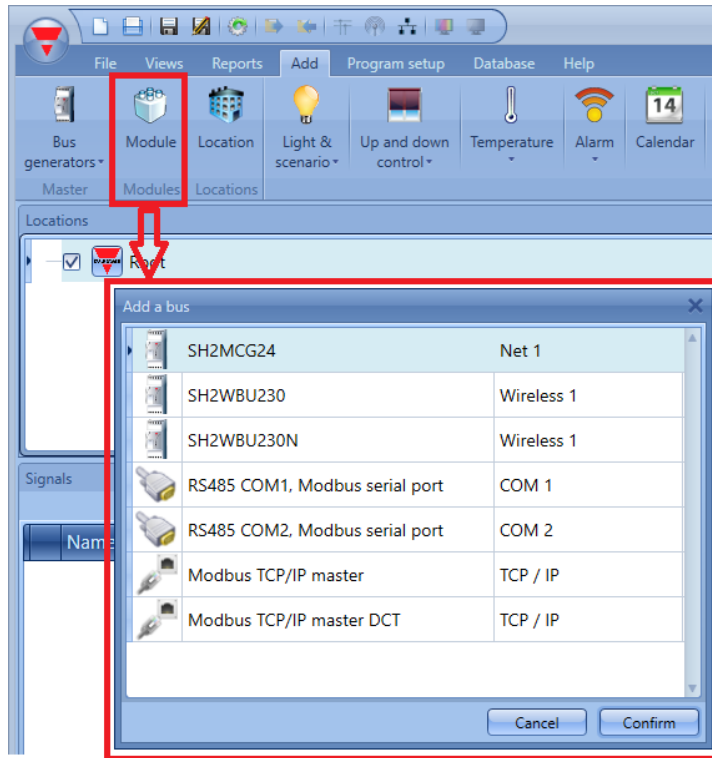 File Views Reports Add Program setup Database Help
Bus generators Module Location Light & scenario Up and down control Temperature Alarm 14 Calendar
Master Modules Locations
Locations
Root
Add a bus
SH2MCG24 Net 1
SH2WBU230 Wireless 1
SH2WBU230N Wireless 1
Signals
RS485 COM1, Modbus serial port COM 1
Name
RS485 COM2, Modbus serial port COM 2
Modbus TCP/IP master TCP / IP
Modbus TCP/IP master DCT TCP / IP
Cancel Confirm